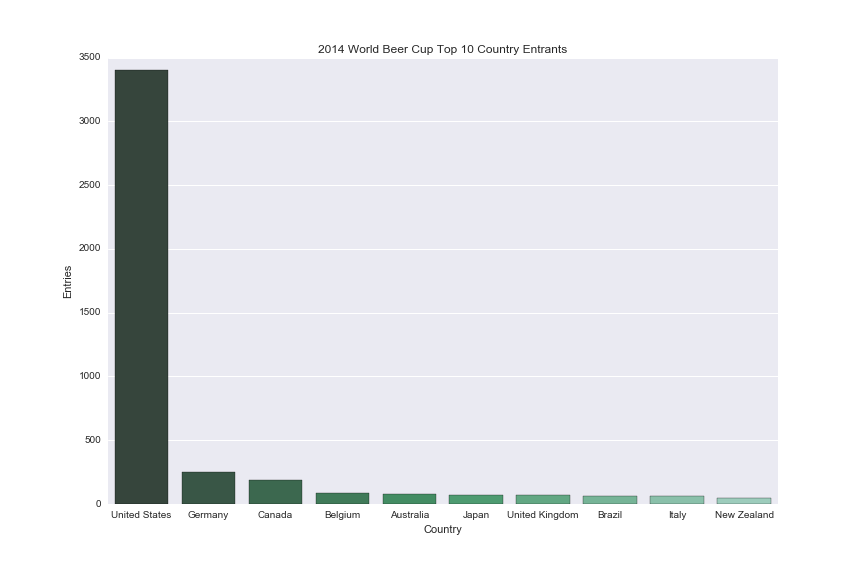 2014 World Beer Cup Top 10 Country Entrants
3500
3000
2500
2000
1500
1000
500
0
Entries
United States Germany Canada Belgium Australia Japan United Kingdom Brazil Italy New Zealand
Country